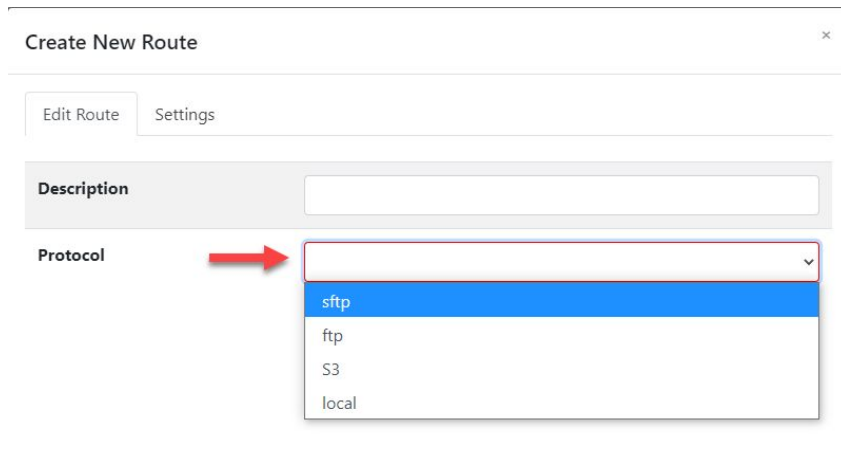 Create New Route
×
Edit Route Settings
Description
Protocol
sftp
ftp
S3
local